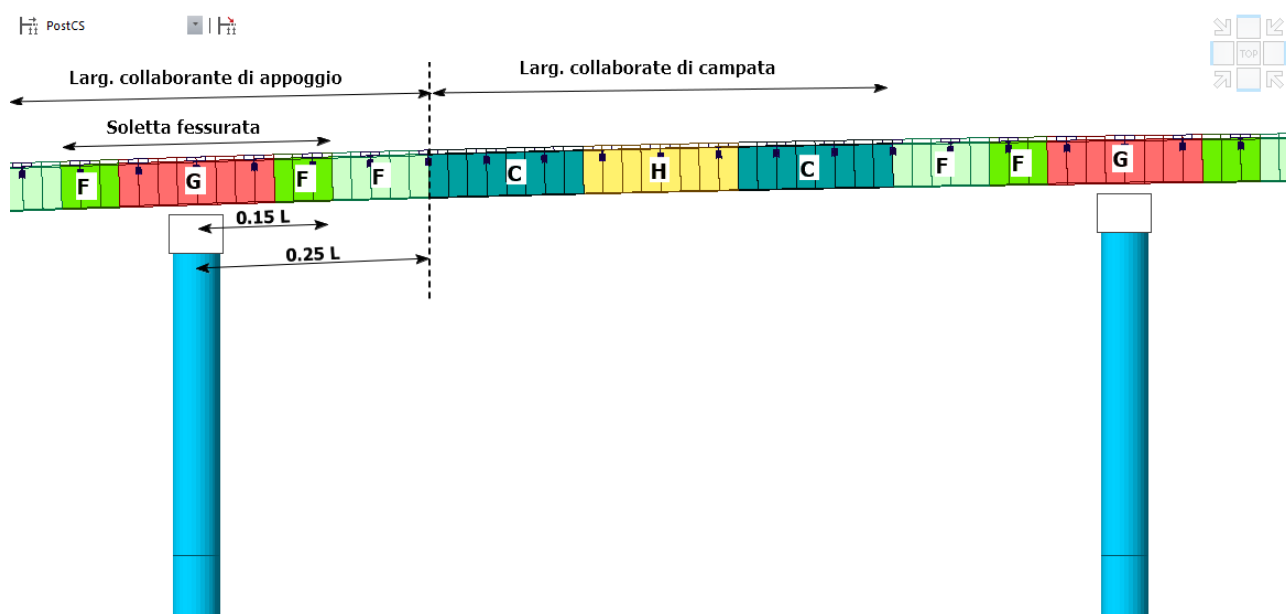 PostCS
TOP
Larg. collaborante di appoggio
Larg. collaborate di campata
Soletta fessurata
F G F F C H C F F G
0.15 L
0.25 L